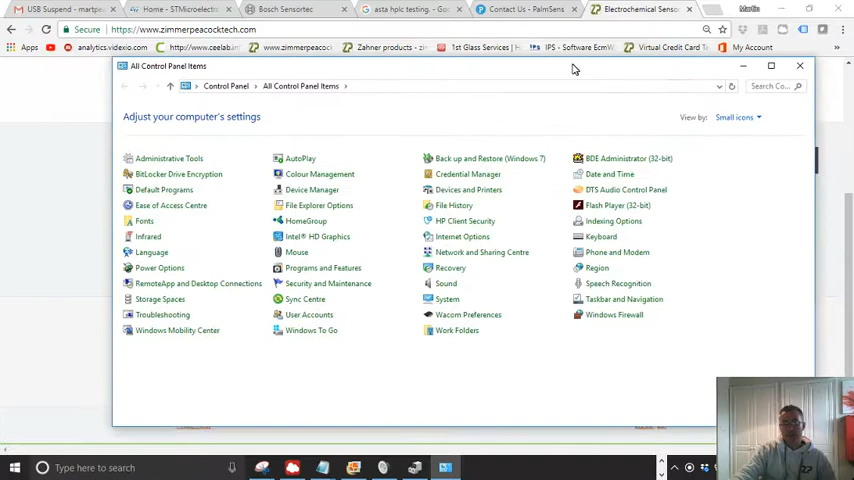 USB Suspend - martpea
Home - STMicroelectr
Bosch Sensortec
asta hplc testing. - Go
Contact Us - PalmSens
Electrochemical Senso
Martin
Secure https://www.zimmerpeacocktech.com
Apps analytics.videxio.com http://www.ceelab.in www.zimmerpeacock Zahner products - z 1st Glass Services | IPS - Software EcmW Virtual Credit Card Te My Account
All Control Panel Items
Control Panel All Control Panel Items
Search Co...
Adjust your computer's settings
View by: Small icons
Administrative Tools AutoPlay Back up and Restore (Windows 7) BDE Administrator (32-bit)
BitLocker Drive Encryption Colour Management Credential Manager Date and Time
Default Programs Device Manager Devices and Printers DTS Audio Control Panel
Ease of Access Centre File Explorer Options File History Flash Player (32-bit)
Fonts HomeGroup HP Client Security Indexing Options
Infrared Intel® HD Graphics Internet Options Keyboard
Language Mouse Network and Sharing Centre Phone and Modem
Power Options Programs and Features Recovery Region
RemoteApp and Desktop Connections Security and Maintenance Sound Speech Recognition
Storage Spaces Sync Centre System Taskbar and Navigation
Troubleshooting User Accounts Wacom Preferences Windows Firewall
Windows Mobility Center Windows To Go Work Folders
Type here to search